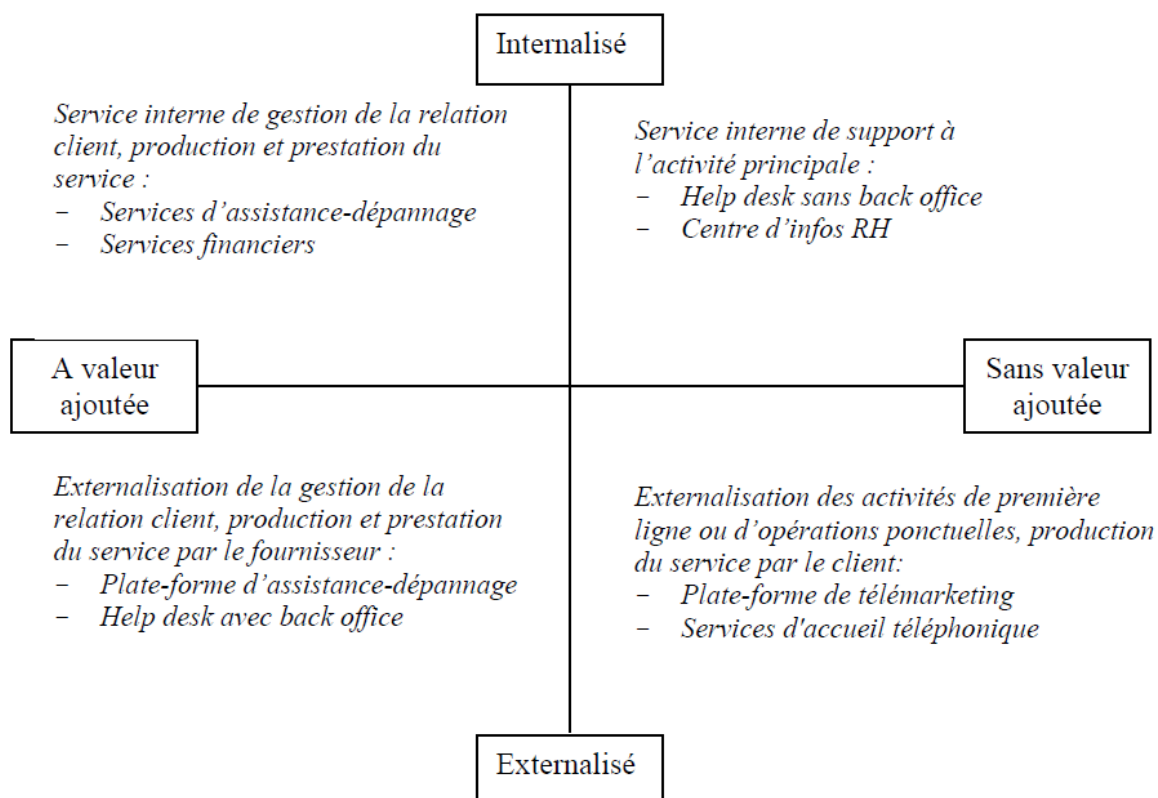 Internalisé
Service interne de gestion de la relation
client, production et prestation du
service :
- Services d'assistance-dépannage
- Services financiers
Service interne de support à
l'activité principale :
- Help desk sans back office
- Centre d'infos RH
A valeur
ajoutée
Sans valeur
ajoutée
Externalisation de la gestion de la
relation client, production et prestation
du service par le fournisseur :
- Plate-forme d'assistance-dépannage
- Help desk avec back office
Externalisation des activités de première
ligne ou d'opérations ponctuelles, production
du service par le client:
- Plate-forme de télémarketing
- Services d'accueil téléphonique
Externalisé